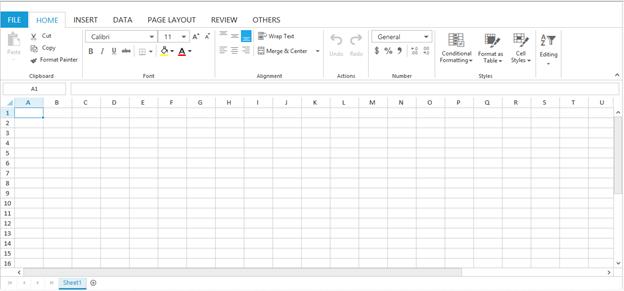 FILE HOME INSERT DATA PAGE LAYOUT REVIEW OTHERS
Paste
Cut
Copy
Format Painter
Clipboard
Calibri 11 A A
B I U abc A
Font
Wrap Text
Merge & Center
Alignment
Undo Redo
Actions
General
$ % ,
Number
Conditional Formatting
Format as Table
Cell Styles
Styles
Editing
A1
A B C D E F G H I J K L M N O P Q R S T U
1
2
3
4
5
6
7
8
9
10
11
12
13
14
15
16
Sheet1